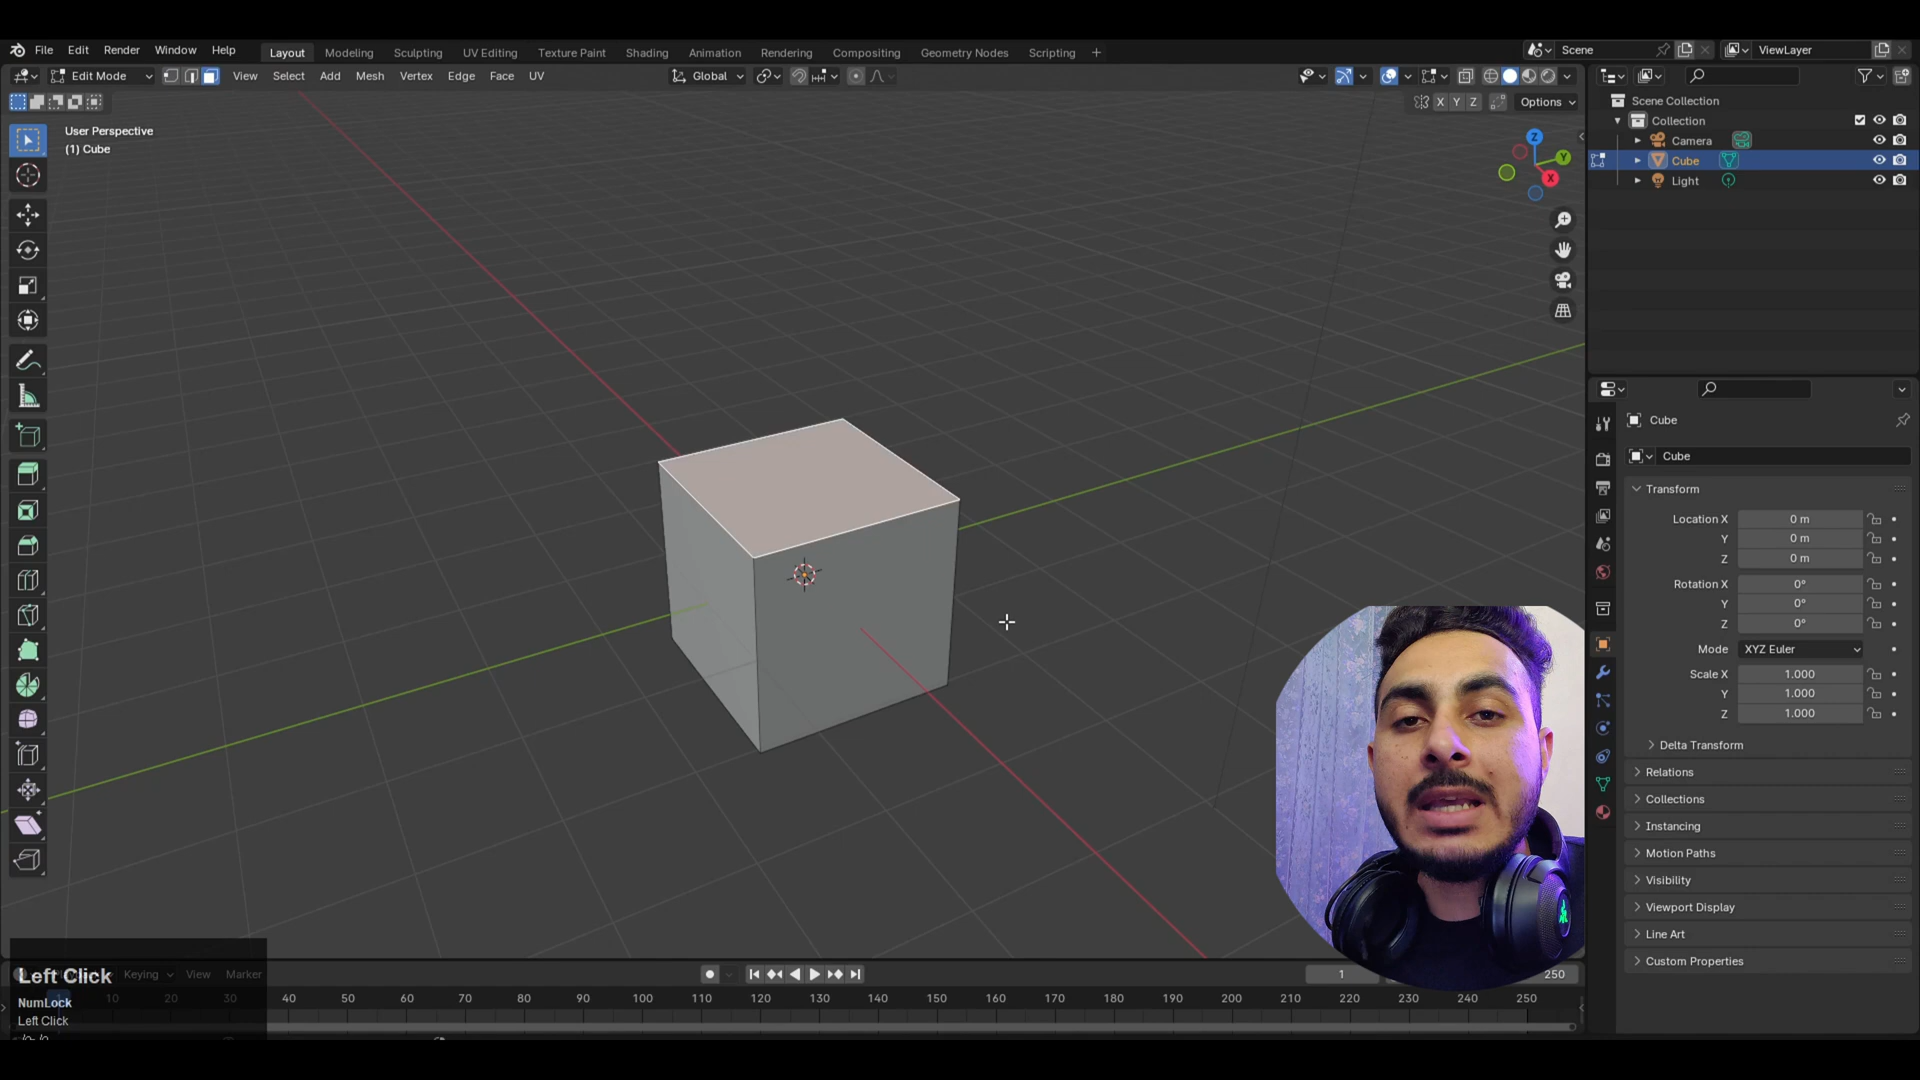 File Edit Render Window Help Layout Modeling Sculpting UV Editing Texture Paint Shading Animation Rendering Compositing Geometry Nodes Scripting + Scene ViewLayer
Edit Mode View Select Add Mesh Vertex Edge Face UV Global
X Y Z Options
User Perspective
(1) Cube
Z
Y
X
Scene Collection
Collection
Camera
Cube
Light
Cube
Cube
Transform
Location X 0 m
Y 0 m
Z 0 m
Rotation X 0°
Y 0°
Z 0°
Mode XYZ Euler
Scale X 1.000
Y 1.000
Z 1.000
Delta Transform
Relations
Collections
Instancing
Motion Paths
Visibility
Viewport Display
Line Art
Custom Properties
Keying View Marker 1 250
Left Click
10 20 30 40 50 60 70 80 90 100 110 120 130 140 150 160 170 180 190 200 210 220 230 240 250
NumLock
Left Click